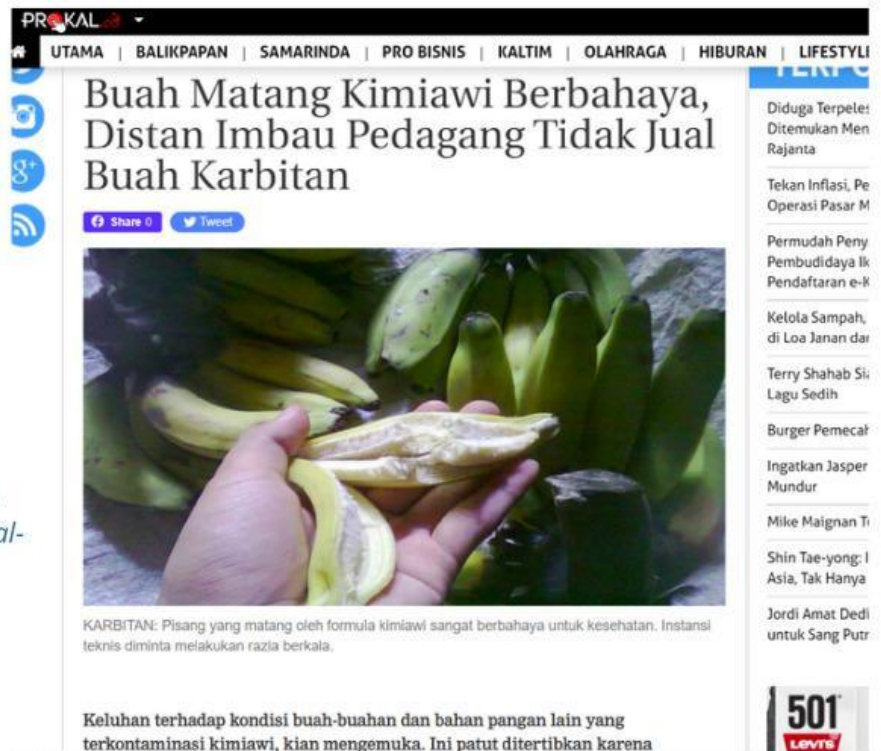 PROKAL
UTAMA | BALIKPAPAN | SAMARINDA | PRO BISNIS | KALTIM | OLAHRAGA | HIBURAN | LIFESTYLE
Buah Matang Kimiawi Berbahaya,
Distan Imbau Pedagang Tidak Jual
Buah Karbitan
Share 0 Tweet
KARBITAN: Pisang yang matang oleh formula kimiawi sangat berbahaya untuk kesehatan. Instansi
teknis diminta melakukan razia berkala.
Keluhan terhadap kondisi buah-buahan dan bahan pangan lain yang
terkontaminasi kimiawi, kian mengemuka. Ini patut ditertibkan karena
al-
g+
Diduga Terpeles
Ditemukan Men
Rajanta
Tekan Inflasi, Pe
Operasi Pasar M
Permudah Peny
Pembudidaya Ik
Pendaftaran e-K
Kelola Sampah,
di Loa Janan dar
Terry Shahab Sia
Lagu Sedih
Burger Pemecah
Ingatkan Jasper
Mundur
Mike Maignan T
Shin Tae-yong: I
Asia, Tak Hanya
Jordi Amat Dedi
untuk Sang Putr
501
Levi's